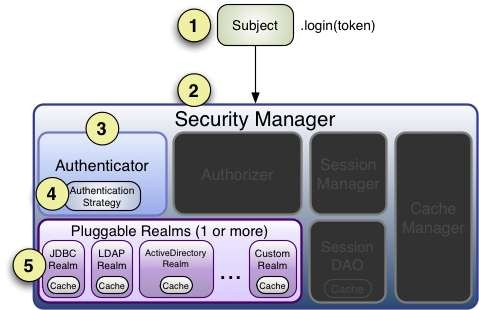 1
Subject
.login(token)
2
Security Manager
3
Authenticator
4
Authentication
Strategy
Authorizer
Session
Manager
Cache
Manager
Session
DAO
Cache
Pluggable Realms (1 or more)
5
JDBC
Realm
Cache
LDAP
Realm
Cache
ActiveDirectory
Realm
Cache
...
Custom
Realm
Cache